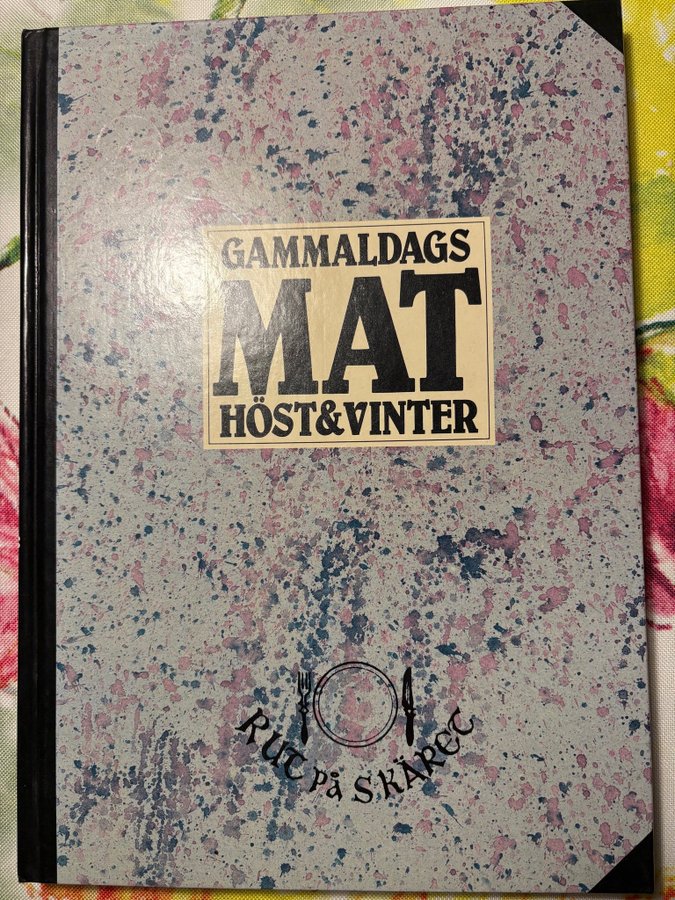 GAMMALDAGS
MAT
HÖST&VINTER
RUT på SKÄRET